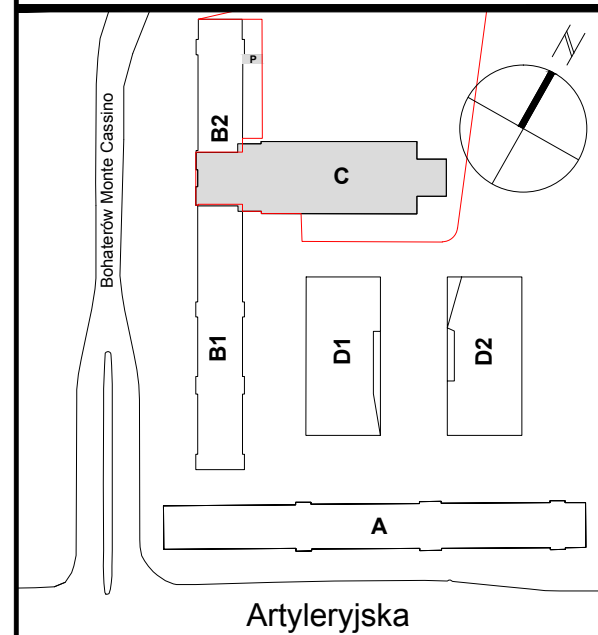 N
P
Bohaterów Monte Cassino
B2
C
B1
D1
D2
A
Artyleryjska